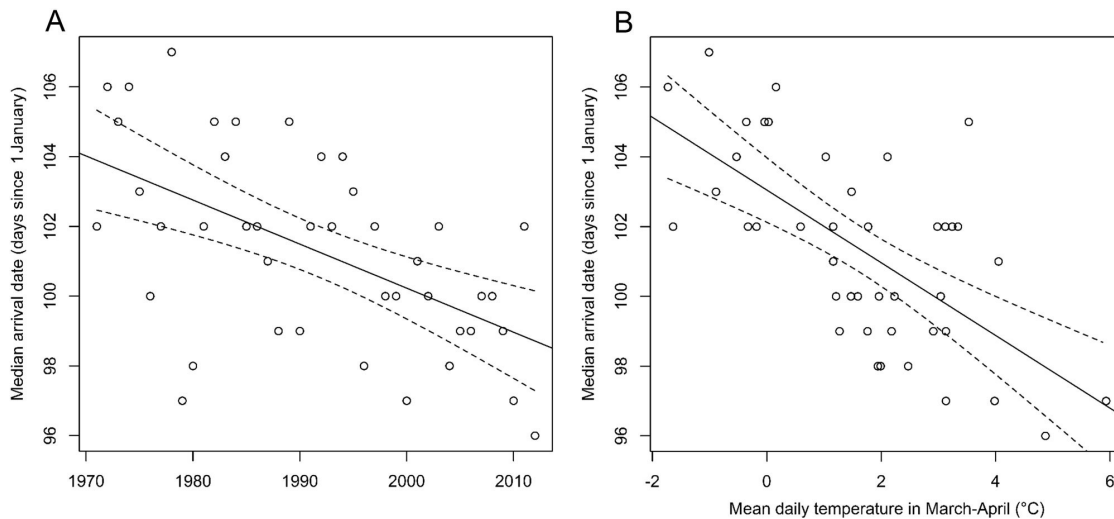 A
Median arrival date (days since 1 January)
106
104
102
100
98
96
1970 1980 1990 2000 2010
B
Median arrival date (days since 1 January)
106
104
102
100
98
96
-2 0 2 4 6
Mean daily temperature in March-April (°C)